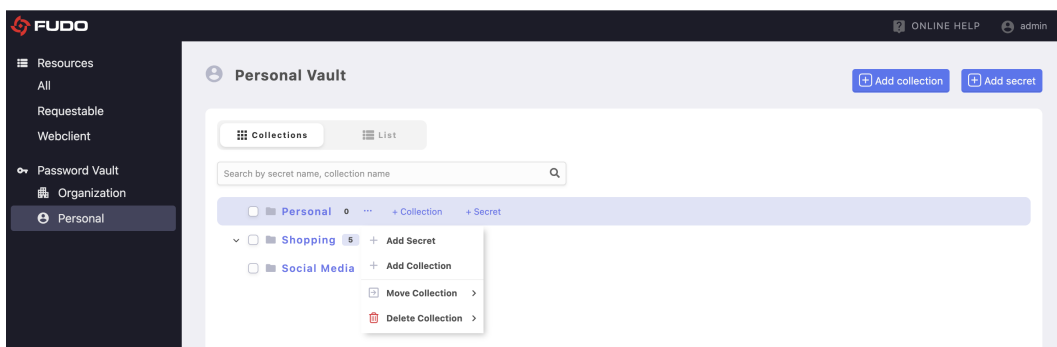 FUDO
ONLINE HELP
admin
Resources
All
Requestable
Webclient
Password Vault
Organization
Personal
Personal Vault
Add collection
Add secret
Collections
List
Search by secret name, collection name
Personal 0 ... + Collection + Secret
Shopping 5
Social Media
Add Secret
Add Collection
Move Collection
Delete Collection